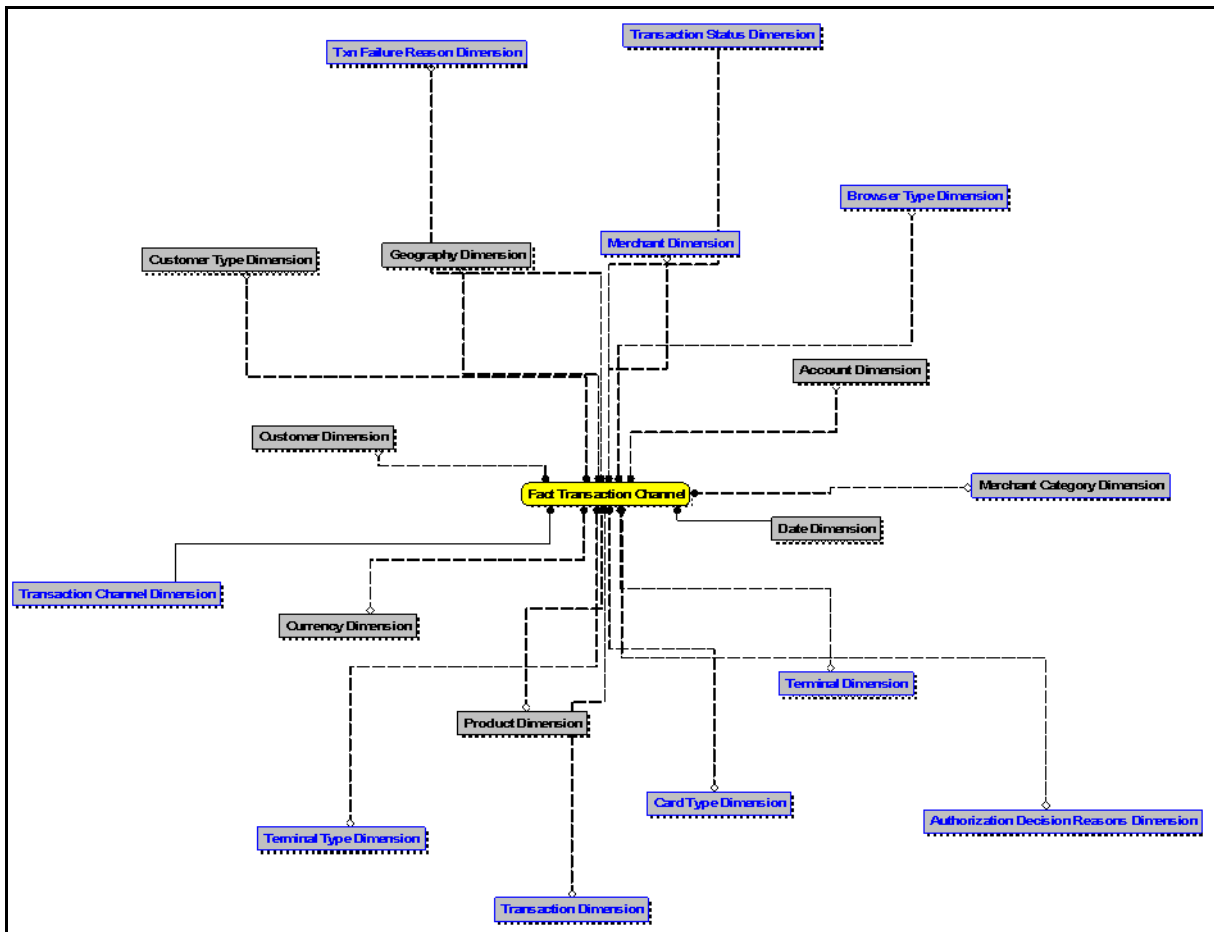 Transaction Status Dimension
Txn Failure Reason Dimension
Browser Type Dimension
Merchant Dimension
Geography Dimension
Customer Type Dimension
Account Dimension
Customer Dimension
Merchant Category Dimension
Fact Transaction Channel
Date Dimension
Transaction Channel Dimension
Currency Dimension
Terminal Dimension
Product Dimension
Card Type Dimension
Authorization Decision Reasons Dimension
Terminal Type Dimension
Transaction Dimension